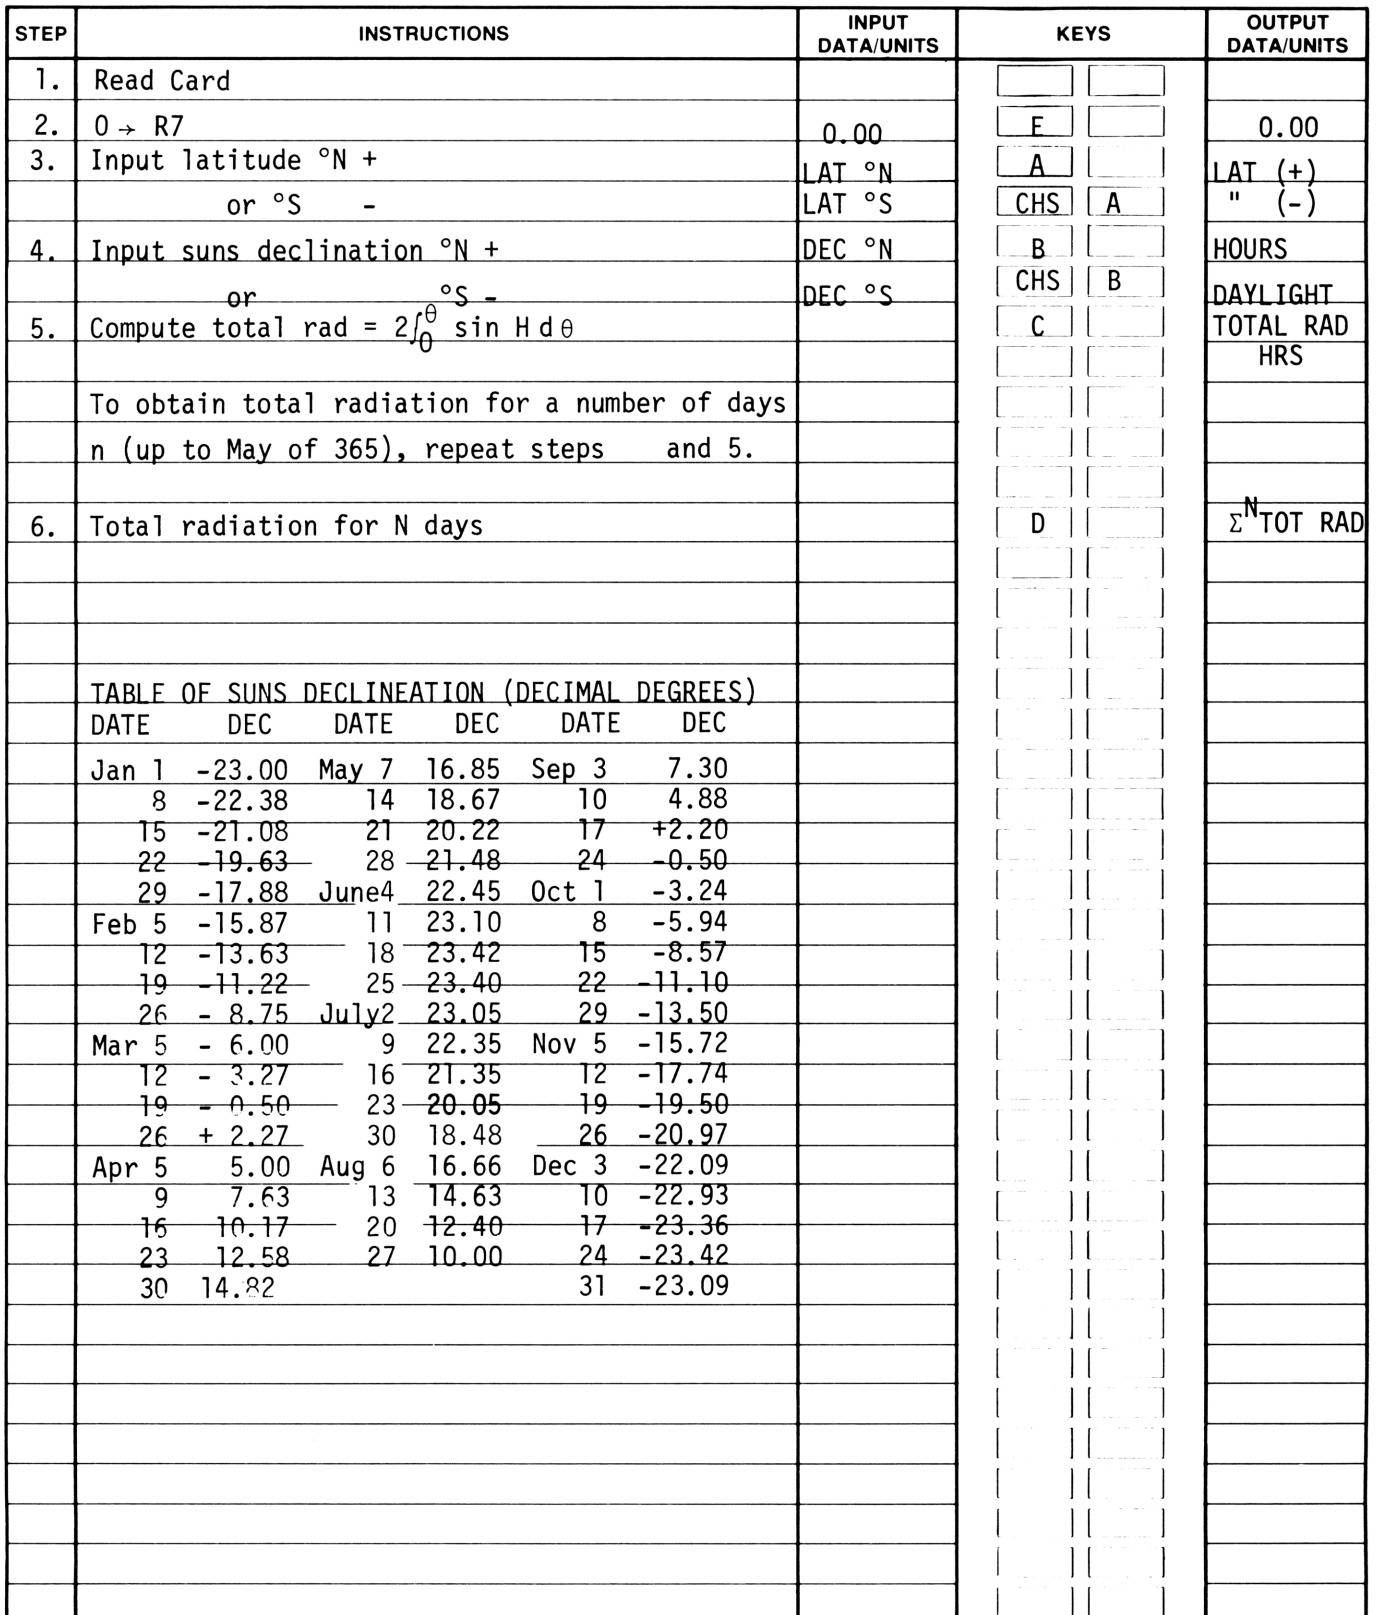 STEP INSTRUCTIONS INPUT DATA/UNITS KEYS OUTPUT DATA/UNITS
1. Read Card
2. 0 → R7 0.00 E 0.00
3. Input latitude °N + LAT °N A LAT (+)
or °S - LAT °S CHS A " (-)
4. Input suns declination °N + DEC °N B HOURS
or °S - DEC °S CHS B DAYLIGHT
5. Compute total rad = 2∫₀^θ sin H d θ C TOTAL RAD
HRS
To obtain total radiation for a number of days
n (up to May of 365), repeat steps and 5.
6. Total radiation for N days D Σ^N TOT RAD
TABLE OF SUNS DECLINEATION (DECIMAL DEGREES)
DATE DEC DATE DEC DATE DEC
Jan 1 -23.00 May 7 16.85 Sep 3 7.30
8 -22.38 14 18.67 10 4.88
15 -21.08 21 20.22 17 +2.20
22 -19.63 28 21.48 24 -0.50
29 -17.88 June4 22.45 Oct 1 -3.24
Feb 5 -15.87 11 23.10 8 -5.94
12 -13.63 18 23.42 15 -8.57
19 -11.22 25 23.40 22 -11.10
26 - 8.75 July2 23.05 29 -13.50
Mar 5 - 6.00 9 22.35 Nov 5 -15.72
12 - 3.27 16 21.35 12 -17.74
19 - 0.50 23 20.05 19 -19.50
26 + 2.27 30 18.48 26 -20.97
Apr 5 5.00 Aug 6 16.66 Dec 3 -22.09
9 7.63 13 14.63 10 -22.93
16 10.17 20 12.40 17 -23.36
23 12.58 27 10.00 24 -23.42
30 14.82 31 -23.09